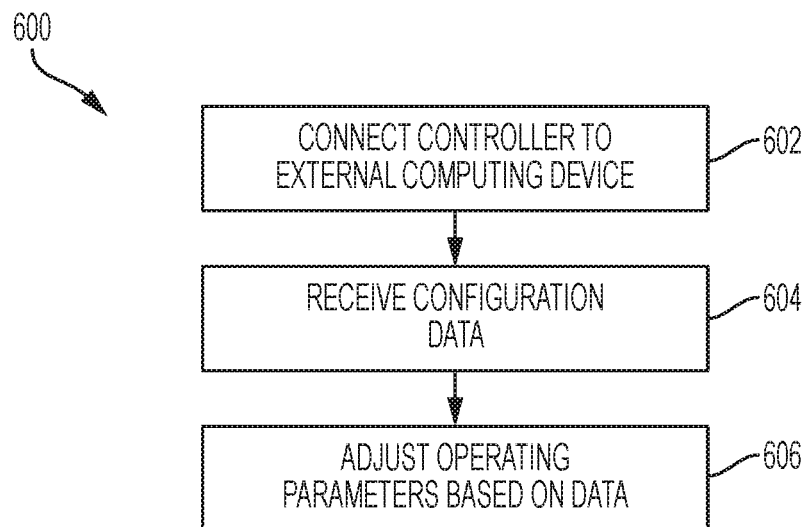 600
CONNECT CONTROLLER TO
EXTERNAL COMPUTING DEVICE
602
RECEIVE CONFIGURATION
DATA
604
ADJUST OPERATING
PARAMETERS BASED ON DATA
606